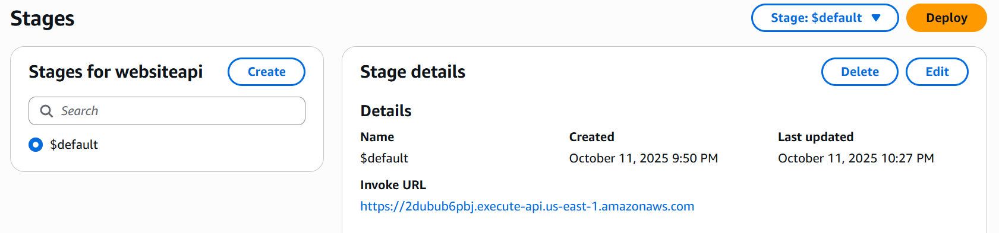 Stages
Stage: $default
Deploy
Stages for websiteapi
Create
Search
$default
Stage details
Delete
Edit
Details
Name
Created
Last updated
$default
October 11, 2025 9:50 PM
October 11, 2025 10:27 PM
Invoke URL
https://2dubub6pbj.execute-api.us-east-1.amazonaws.com